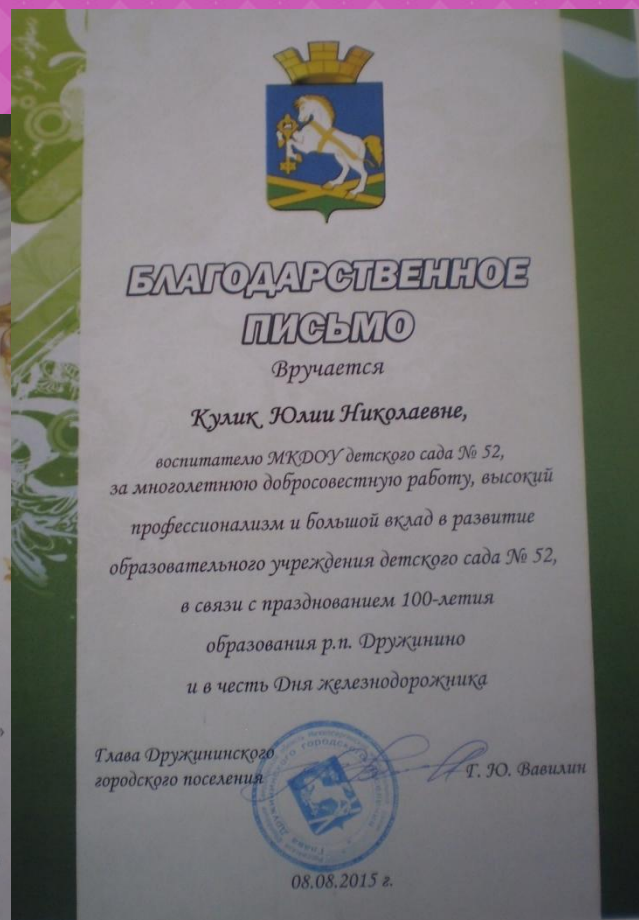 БЛАГОДАРСТВЕННОЕ
ПИСЬМО
Вручается
Кулик Юлии Николаевне,
воспитателю МКДОУ детского сада № 52,
за многолетнюю добросовестную работу, высокий
профессионализм и большой вклад в развитие
образовательного учреждения детского сада № 52,
в связи с празднованием 100-летия
образования р.п. Дружинино
и в честь Дня железнодорожника
Глава Дружининского
городского поселения
Г. Ю. Вавилин
08.08.2015 г.